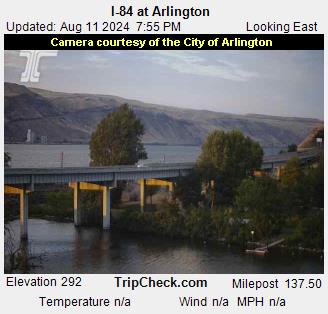 I-84 at Arlington
Updated: Aug 11 2024 7:55 PM Looking East
Camera courtesy of the City of Arlington
Elevation 292 TripCheck.com Milepost 137.50
Temperature n/a Wind n/a MPH n/a